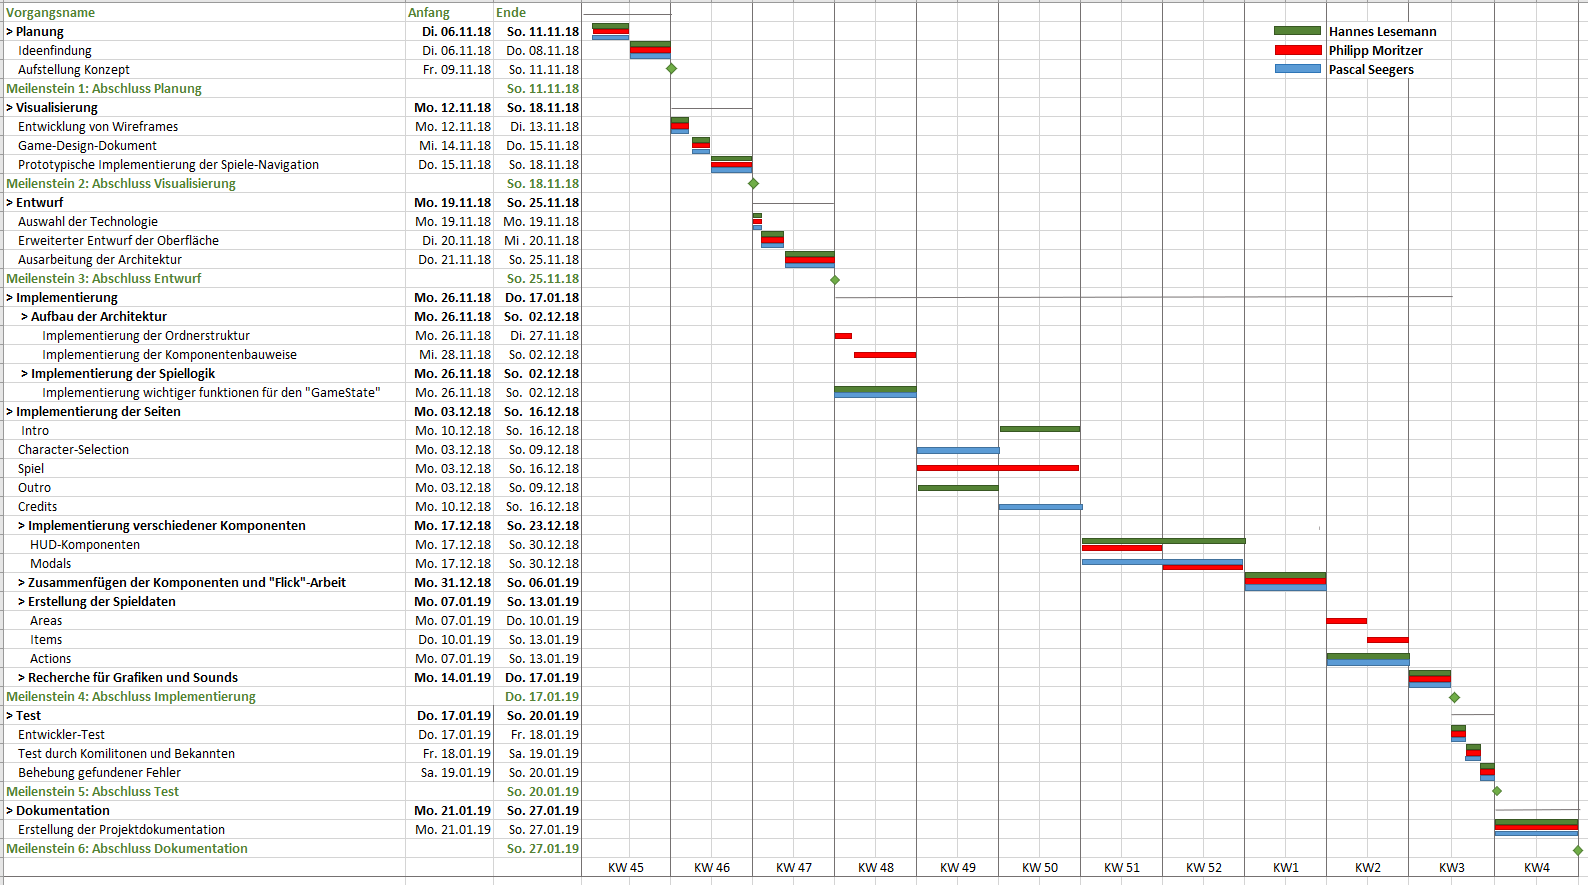 Vorgangsname Anfang Ende
> Planung Di. 06.11.18 So. 11.11.18 Hannes Lesemann
Ideenfindung Di. 06.11.18 Do. 08.11.18 Philipp Moritzer
Aufstellung Konzept Fr. 09.11.18 So. 11.11.18 Pascal Seegers
Meilenstein 1: Abschluss Planung So. 11.11.18
> Visualisierung Mo. 12.11.18 So. 18.11.18
Entwicklung von Wireframes Mo. 12.11.18 Di. 13.11.18
Game-Design-Dokument Mi. 14.11.18 Do. 15.11.18
Prototypische Implementierung der Spiele-Navigation Do. 15.11.18 So. 18.11.18
Meilenstein 2: Abschluss Visualisierung So. 18.11.18
> Entwurf Mo. 19.11.18 So. 25.11.18
Auswahl der Technologie Mo. 19.11.18 Mo. 19.11.18
Erweiterter Entwurf der Oberfläche Di. 20.11.18 Mi . 20.11.18
Ausarbeitung der Architektur Do. 21.11.18 So. 25.11.18
Meilenstein 3: Abschluss Entwurf So. 25.11.18
> Implementierung Mo. 26.11.18 Do. 17.01.18
> Aufbau der Architektur Mo. 26.11.18 So. 02.12.18
Implementierung der Ordnerstruktur Mo. 26.11.18 Di. 27.11.18
Implementierung der Komponentenbauweise Mi. 28.11.18 So. 02.12.18
> Implementierung der Spiellogik Mo. 26.11.18 So. 02.12.18
Implementierung wichtiger funktionen für den "GameState" Mo. 26.11.18 So. 02.12.18
> Implementierung der Seiten Mo. 03.12.18 So. 16.12.18
Intro Mo. 10.12.18 So. 16.12.18
Character-Selection Mo. 03.12.18 So. 09.12.18
Spiel Mo. 03.12.18 So. 16.12.18
Outro Mo. 03.12.18 So. 09.12.18
Credits Mo. 10.12.18 So. 16.12.18
> Implementierung verschiedener Komponenten Mo. 17.12.18 So. 23.12.18
HUD-Komponenten Mo. 17.12.18 So. 30.12.18
Modals Mo. 17.12.18 So. 30.12.18
> Zusammenfügen der Komponenten und "Flick"-Arbeit Mo. 31.12.18 So. 06.01.19
> Erstellung der Spieldaten Mo. 07.01.19 So. 13.01.19
Areas Mo. 07.01.19 Do. 10.01.19
Items Do. 10.01.19 So. 13.01.19
Actions Mo. 07.01.19 So. 13.01.19
> Recherche für Grafiken und Sounds Mo. 14.01.19 Do. 17.01.19
Meilenstein 4: Abschluss Implementierung Do. 17.01.19
> Test Do. 17.01.19 So. 20.01.19
Entwickler-Test Do. 17.01.19 Fr. 18.01.19
Test durch Komilitonen und Bekannten Fr. 18.01.19 Sa. 19.01.19
Behebung gefundener Fehler Sa. 19.01.19 So. 20.01.19
Meilenstein 5: Abschluss Test So. 20.01.19
> Dokumentation Mo. 21.01.19 So. 27.01.19
Erstellung der Projektdokumentation Mo. 21.01.19 So. 27.01.19
Meilenstein 6: Abschluss Dokumentation So. 27.01.19
KW 45 KW 46 KW 47 KW 48 KW 49 KW 50 KW 51 KW 52 KW1 KW2 KW3 KW4